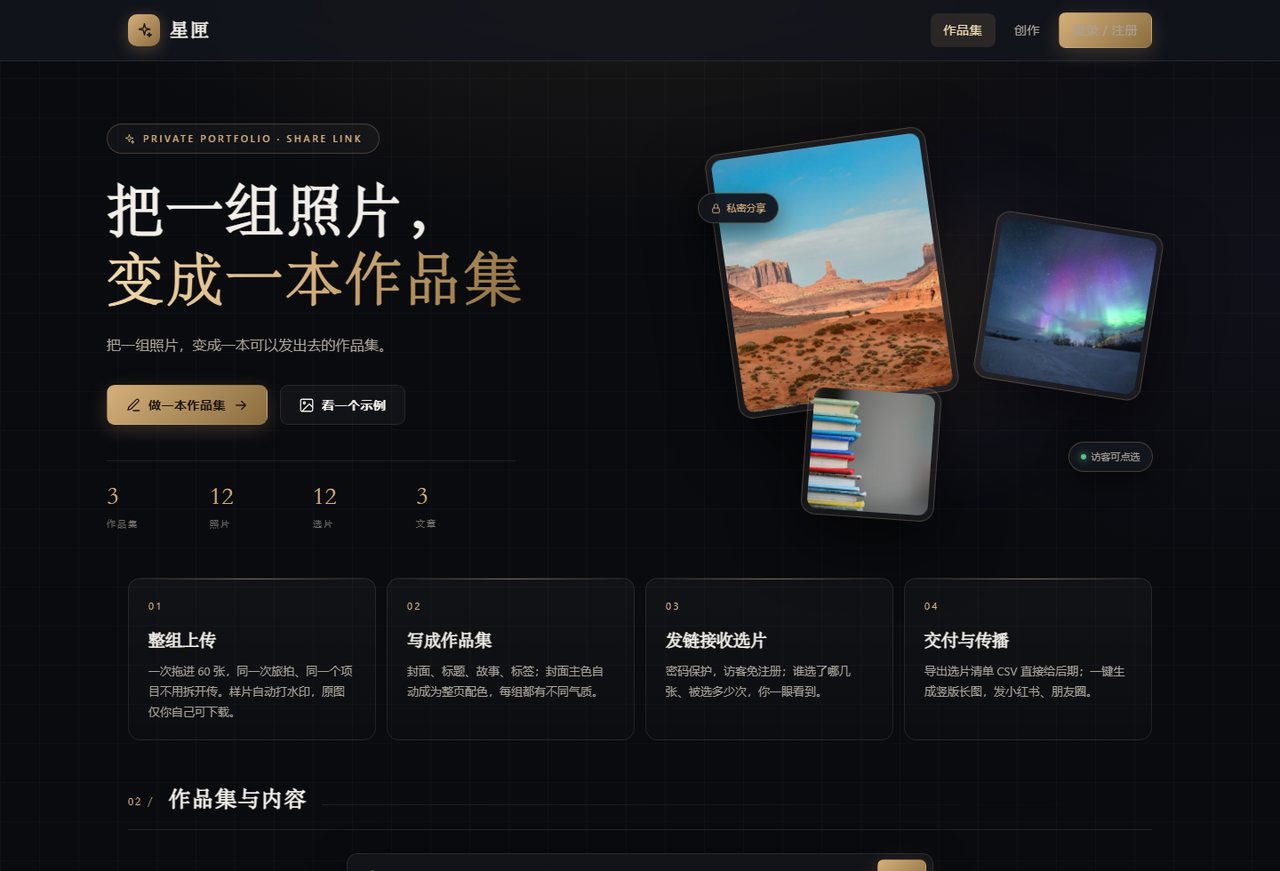 星匣
作品集
创作
登录 / 注册
PRIVATE PORTFOLIO · SHARE LINK
把一组照片，
变成一本作品集
把一组照片，变成一本可以发出去的作品集。
做一本作品集 →
看一个示例
3
作品集
12
照片
12
选片
3
文章
私密分享
访客可点选
01
整组上传
一次拖进 60 张，同一次旅拍、同一个项
目不用拆开传。样片自动打水印，原图
仅你自己可下载。
02
写成作品集
封面、标题、故事、标签；封面主色自
动成为整页配色，每组都有不同气质。
03
发链接收选片
密码保护，访客免注册；谁选了哪几
张、被选多少次，你一眼看到。
04
交付与传播
导出选片清单 CSV 直接给后期；一键生
成竖版长图，发小红书、朋友圈。
02 /
作品集与内容